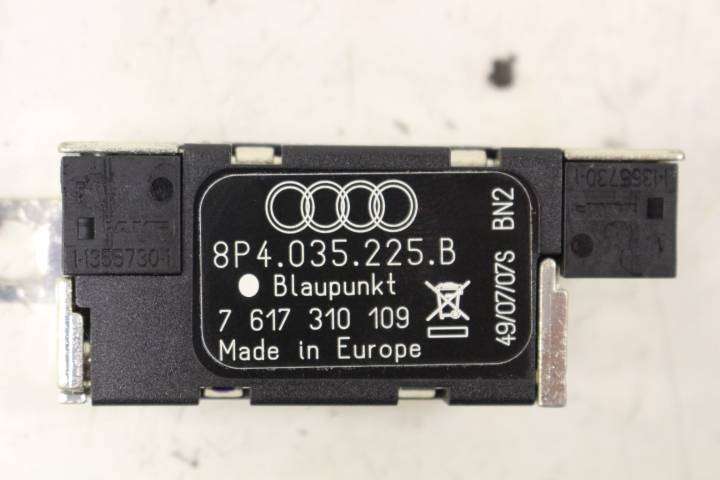 8P4.035.225.B
Blaupunkt
7 617 310 109
Made in Europe
49/07/07S BN2
1-1355730-1
1-1355730-1